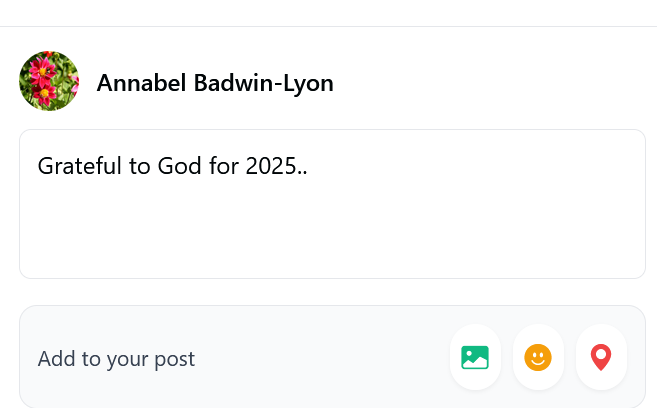 Annabel Badwin-Lyon
Grateful to God for 2025..
Add to your post